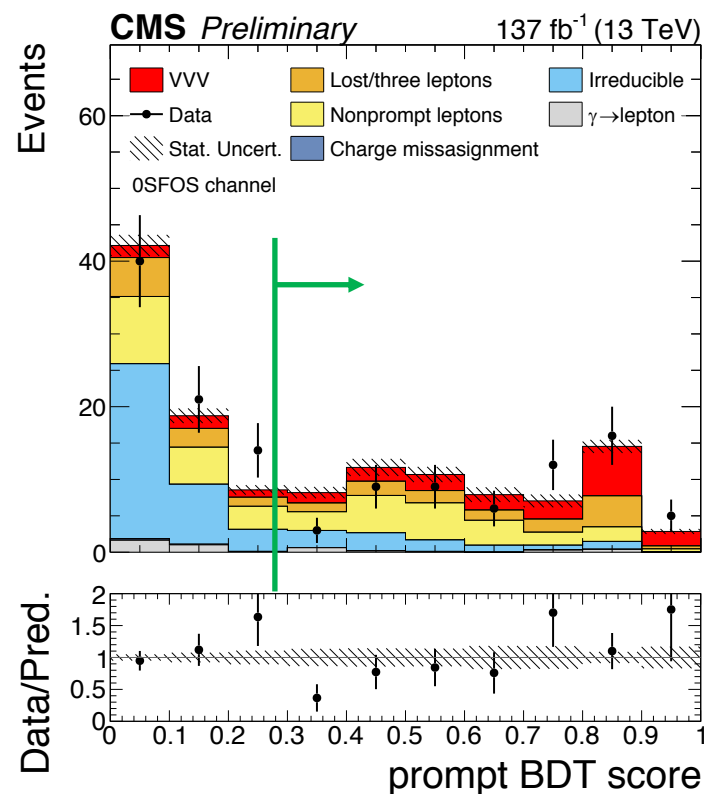 CMS Preliminary 137 fb⁻¹ (13 TeV)
Events
VVV Lost/three leptons Irreducible
Data Nonprompt leptons γ→lepton
Stat. Uncert. Charge missasignment
0SFOS channel
60
40
20
0
Data/Pred.
2
1.5
1
0.5
0
0 0.1 0.2 0.3 0.4 0.5 0.6 0.7 0.8 0.9 1
prompt BDT score